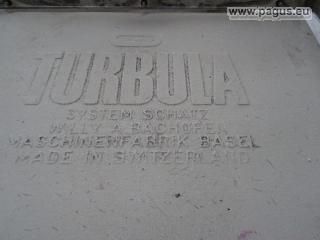 www.pagus.eu
TURBULA
SYSTEM SCHATZ
WILLY A. BACHOFEN
MASCHINENFABRIK BASEL
MADE IN SWITZERLAND